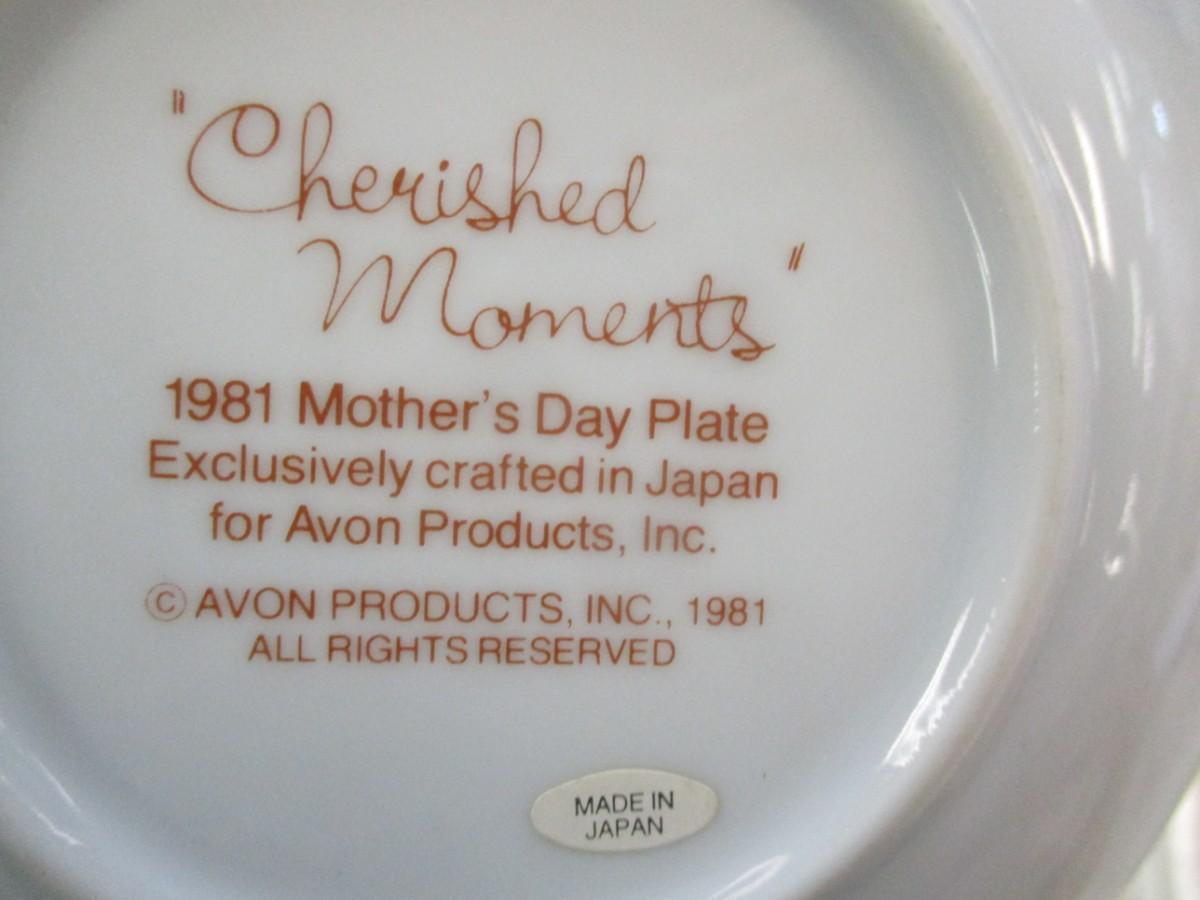 "Cherished
Moments"
1981 Mother's Day Plate
Exclusively crafted in Japan
for Avon Products, Inc.
© AVON PRODUCTS, INC., 1981
ALL RIGHTS RESERVED
MADE IN
JAPAN